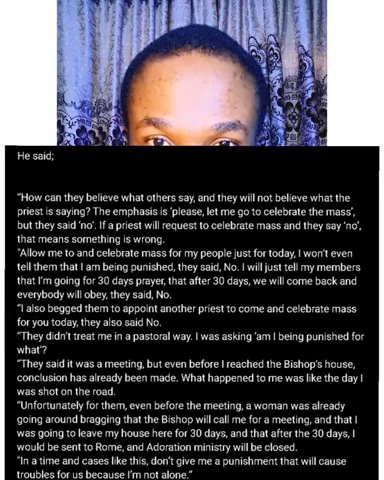 He said;
“How can they believe what others say, and they will not believe what the
priest is saying? The emphasis is ‘please, let me go to celebrate the mass’,
but they said ‘no’. If a priest will request to celebrate mass and they say ‘no’,
that means something is wrong.
“Allow me to and celebrate mass for my people just for today, I won’t even
tell them that I am being punished, they said, No. I will just tell my members
that I’m going for 30 days prayer, that after 30 days, we will come back and
everybody will obey, they said, No.
“I also begged them to appoint another priest to come and celebrate mass
for you today, they also said No.
“They didn’t treat me in a pastoral way. I was asking ‘am I being punished for
what’?
“They said it was a meeting, but even before I reached the Bishop’s house,
conclusion has already been made. What happened to me was like the day I
was shot on the road.
“Unfortunately for them, even before the meeting, a woman was already
going around bragging that the Bishop will call me for a meeting, and that I
was going to leave my house here for 30 days, and that after the 30 days, I
would be sent to Rome, and Adoration ministry will be closed.
“In a time and cases like this, don’t give me a punishment that will cause
troubles for us because I’m not alone.”